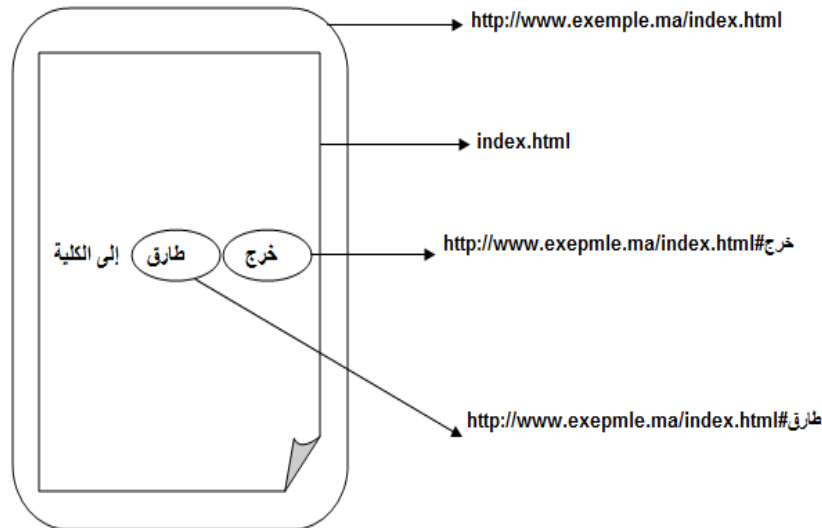 http://www.exemple.ma/index.html
index.html
http://www.exepmle.ma/index.html#خرج
خرج طارق إلى الكلية
http://www.exepmle.ma/index.html#طارق